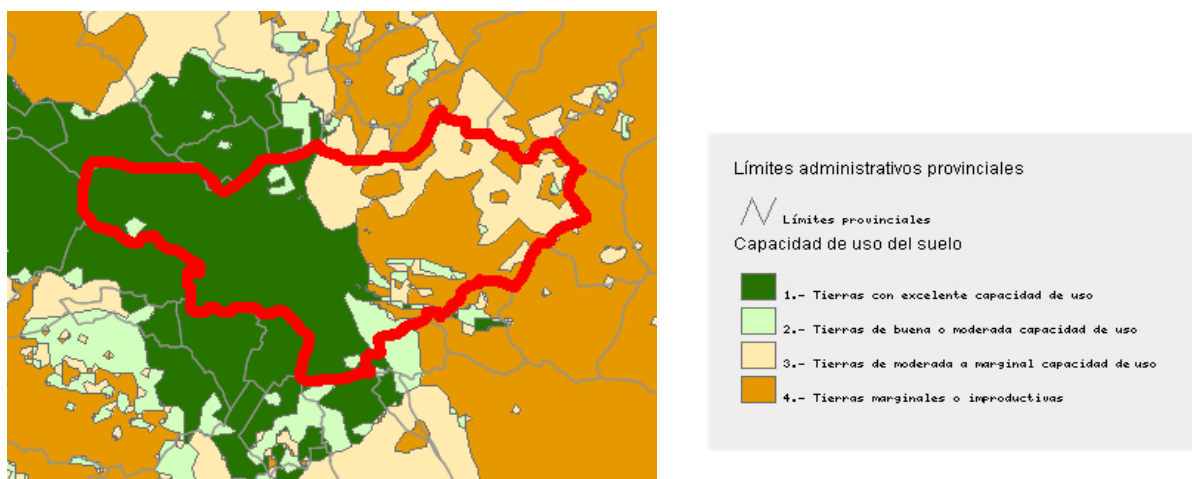 Límites administrativos provinciales
Límites provinciales
Capacidad de uso del suelo
1.- Tierras con excelente capacidad de uso
2.- Tierras de buena o moderada capacidad de uso
3.- Tierras de moderada a marginal capacidad de uso
4.- Tierras marginales o improductivas